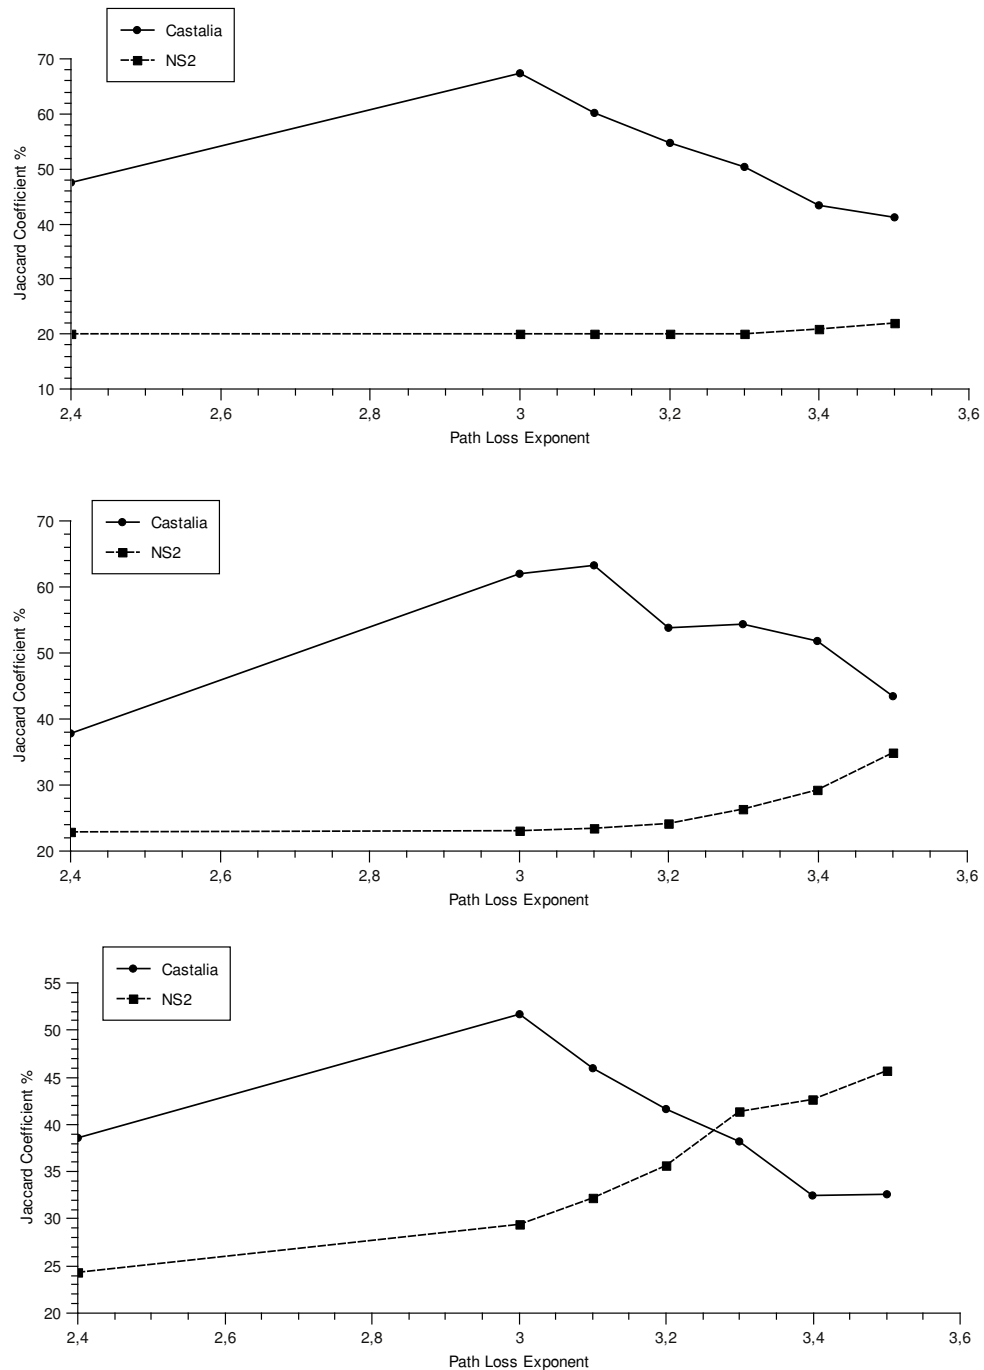 Castalia
NS2
70
60
50
40
30
20
10
Jaccard Coefficient %
2,4 2,6 2,8 3 3,2 3,4 3,6
Path Loss Exponent
Castalia
NS2
70
60
50
40
30
20
Jaccard Coefficient %
2,4 2,6 2,8 3 3,2 3,4 3,6
Path Loss Exponent
Castalia
NS2
55
50
45
40
35
30
25
20
Jaccard Coefficient %
2,4 2,6 2,8 3 3,2 3,4 3,6
Path Loss Exponent